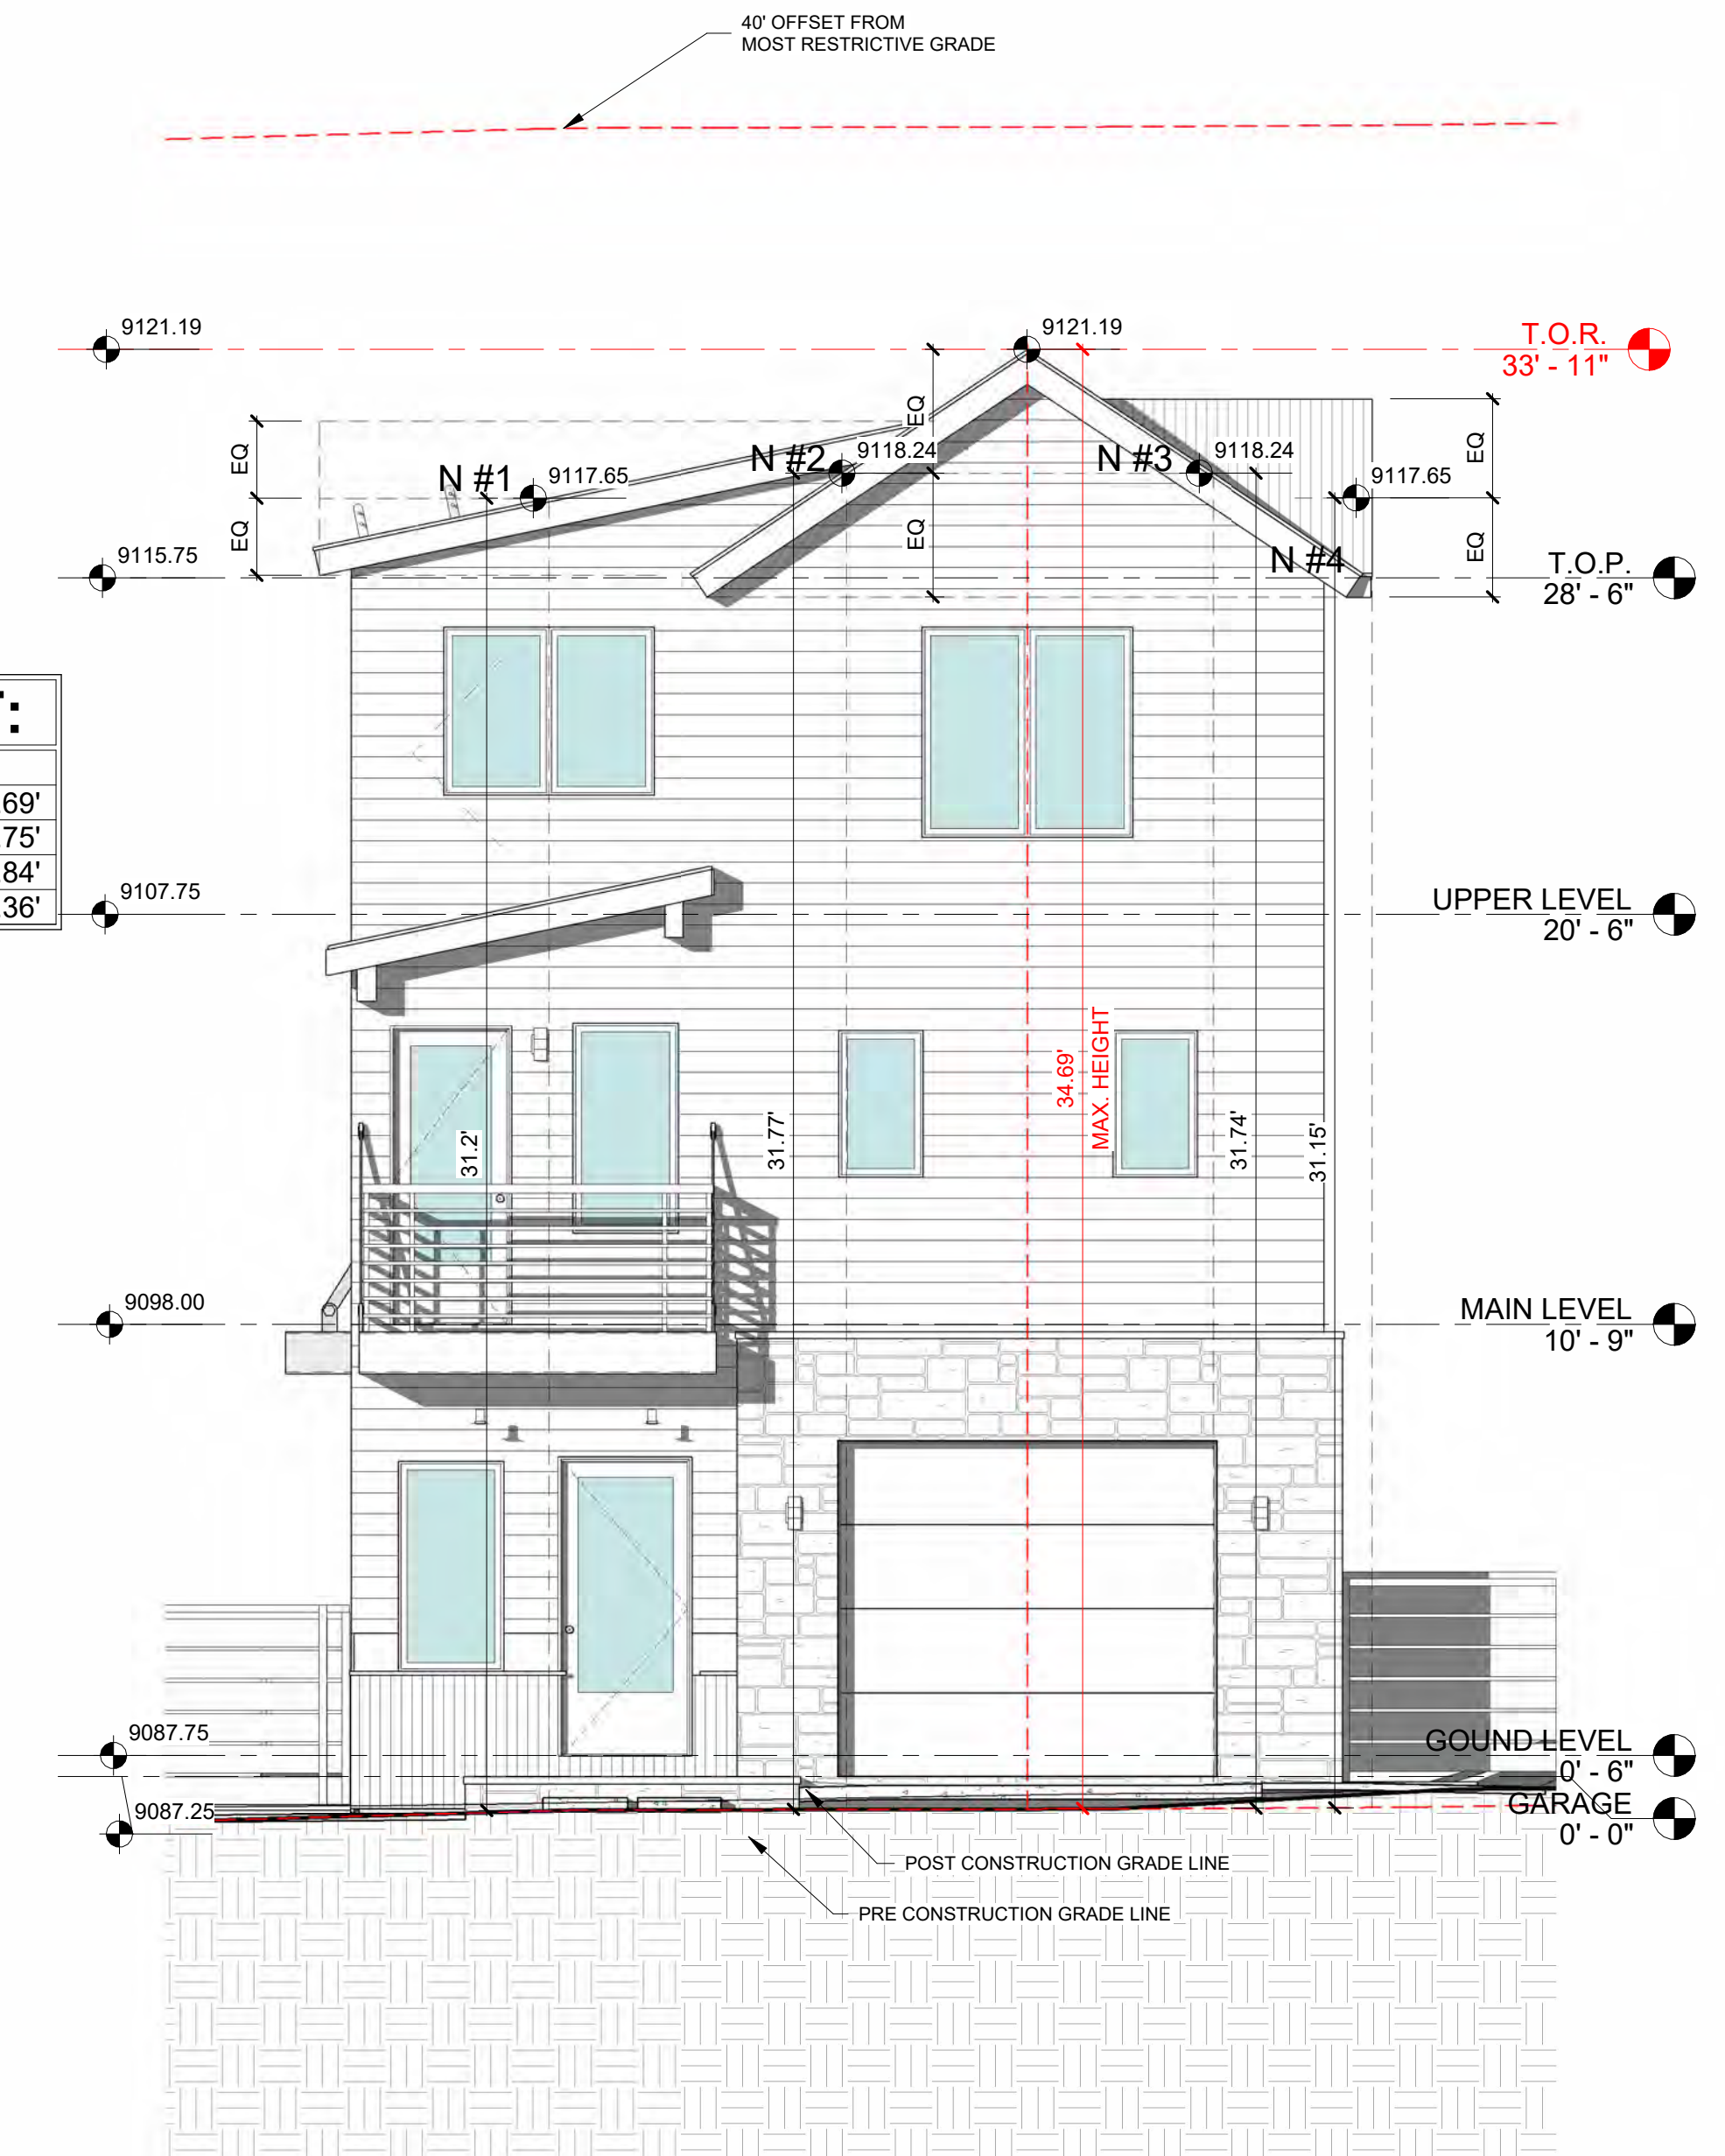 40' OFFSET FROM
MOST RESTRICTIVE GRADE
9121.19
9121.19
T.O.R.
33' - 11"
EQ
EQ
EQ
N #1
9117.65
N #2
9118.24
N #3
9118.24
9117.65
EQ
EQ
EQ
N #4
9115.75
T.O.P.
28' - 6"
:
69'
75'
84'
36'
9107.75
UPPER LEVEL
20' - 6"
31.2'
31.77'
34.69'
MAX. HEIGHT
31.74'
31.15'
9098.00
MAIN LEVEL
10' - 9"
9087.75
GOUND LEVEL
0' - 6"
9087.25
GARAGE
0' - 0"
POST CONSTRUCTION GRADE LINE
PRE CONSTRUCTION GRADE LINE